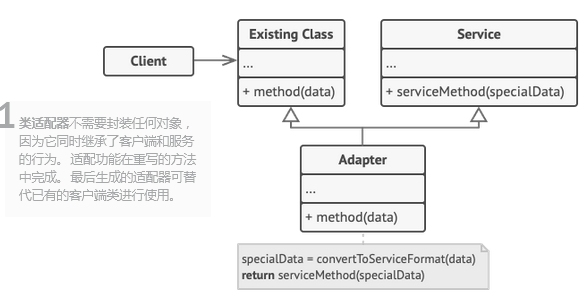 Existing Class
Service
Client
...
...
+ method(data)
+ serviceMethod(specialData)
1
类适配器不需要封装任何对象，
因为它同时继承了客户端和服务
的行为。 适配功能在重写的方法
中完成。 最后生成的适配器可替
代已有的客户端类进行使用。
Adapter
...
+ method(data)
specialData = convertToServiceFormat(data)
return serviceMethod(specialData)